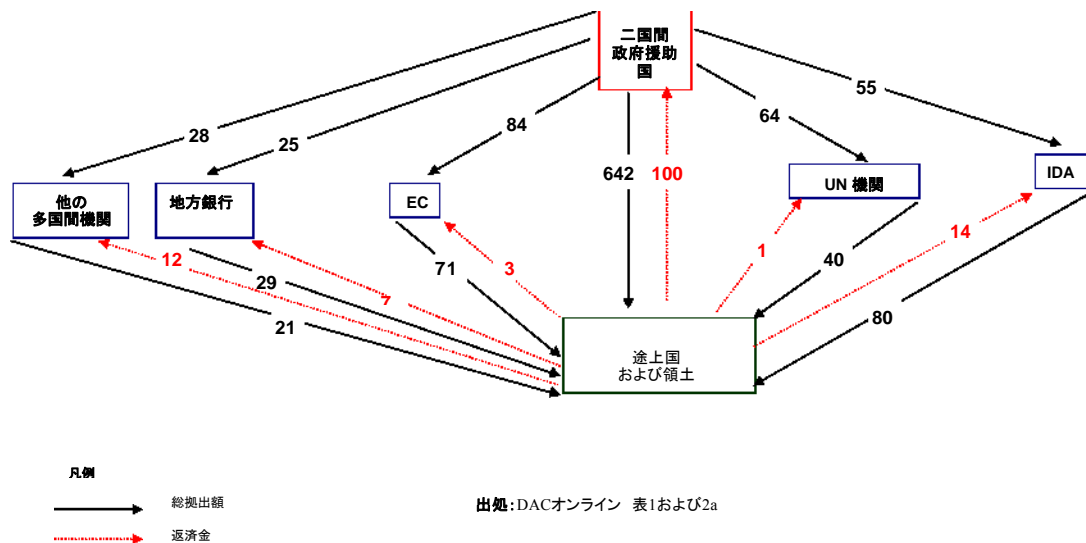 二国間
政府援助
国
55
84
64
28
25
642
100
他の
多国間機関
地方銀行
EC
UN 機関
IDA
12
29
71
3
1
40
14
7
21
80
途上国
および領土
凡例
総拠出額
返済金
出処:DACオンライン 表1および2a